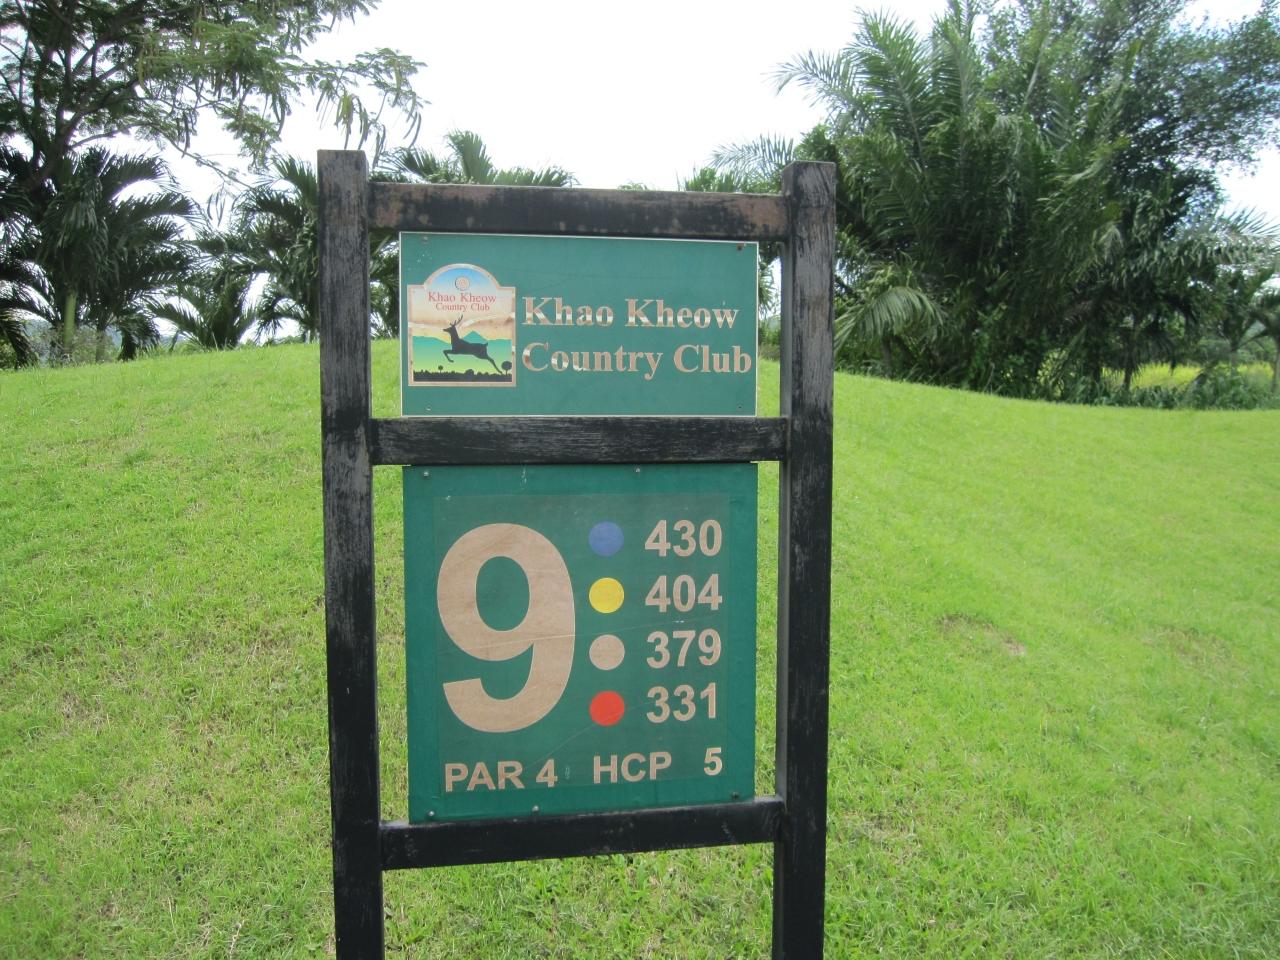 Khao Kheow
Country Club
Khao Kheow
Country Club
9
430
404
379
331
PAR 4 HCP 5